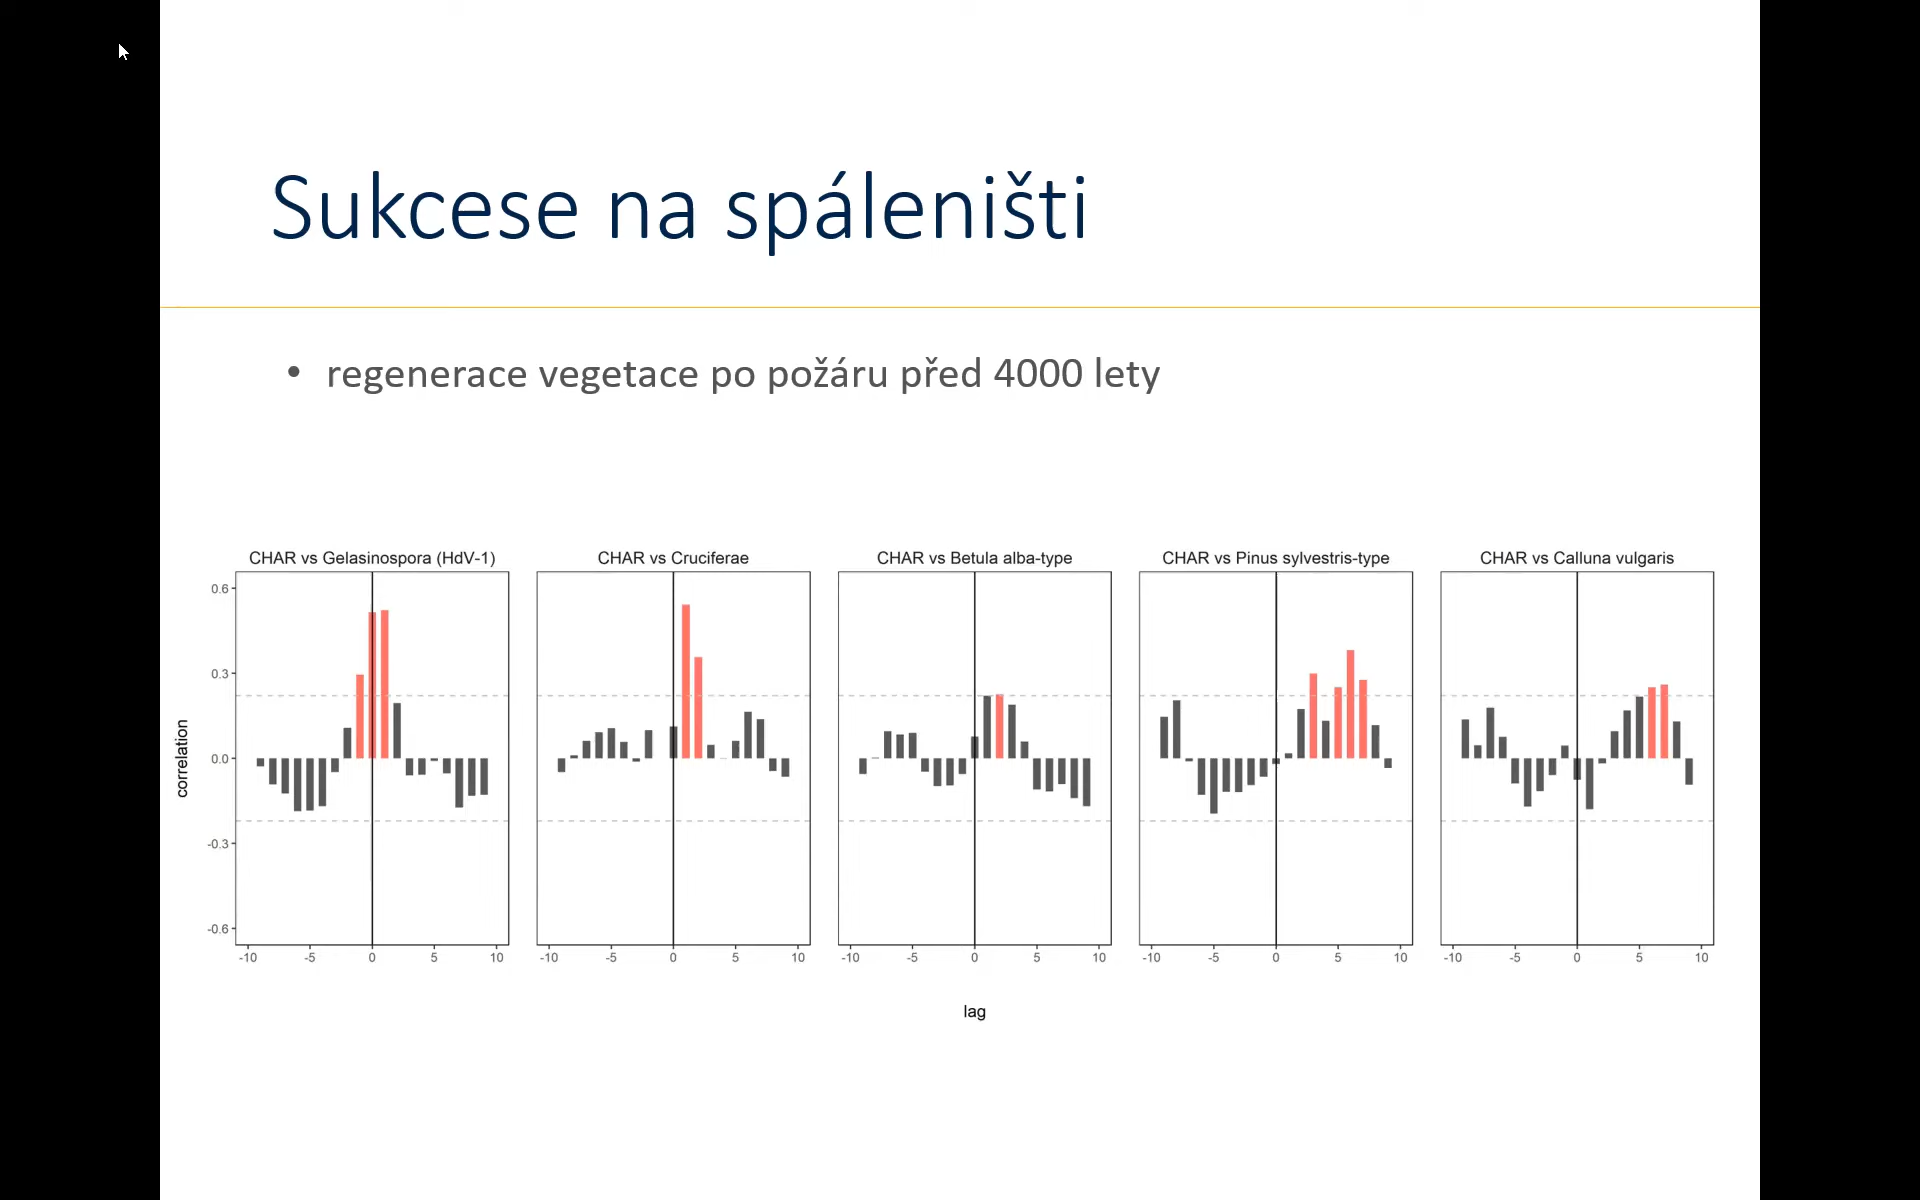 Sukcese na spáleništi
• regenerace vegetace po požáru před 4000 lety
CHAR vs Gelasinospora (HdV-1)
CHAR vs Cruciferae
CHAR vs Betula alba-type
CHAR vs Pinus sylvestris-type
CHAR vs Calluna vulgaris
correlation
0.6
0.3
0.0
-0.3
-0.6
-10 -5 0 5 10
-10 -5 0 5 10
-10 -5 0 5 10
-10 -5 0 5 10
-10 -5 0 5 10
lag